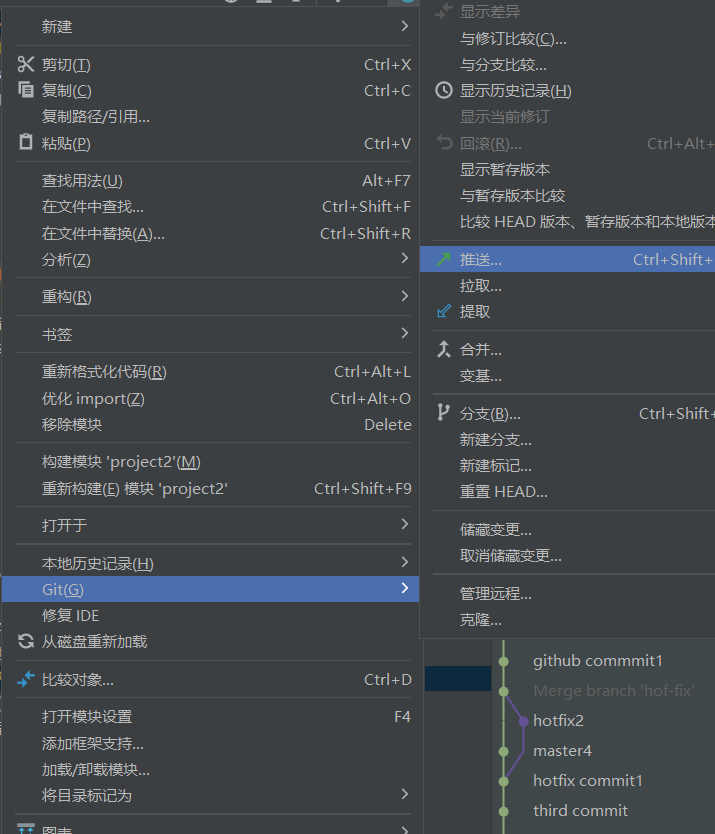 新建
剪切(T) Ctrl+X
复制(C) Ctrl+C
复制路径/引用...
粘贴(P) Ctrl+V
查找用法(U) Alt+F7
在文件中查找... Ctrl+Shift+F
在文件中替换(A)... Ctrl+Shift+R
分析(Z)
重构(R)
书签
重新格式化代码(R) Ctrl+Alt+L
优化 import(Z) Ctrl+Alt+O
移除模块 Delete
构建模块 'project2'(M)
重新构建(E) 模块 'project2' Ctrl+Shift+F9
打开于
本地历史记录(H)
Git(G)
修复 IDE
从磁盘重新加载
比较对象... Ctrl+D
打开模块设置 F4
添加框架支持...
加载/卸载模块...
将目录标记为
图表
显示差异
与修订比较(C)...
与分支比较...
显示历史记录(H)
显示当前修订
回滚(R)... Ctrl+Alt+
显示暂存版本
与暂存版本比较
比较 HEAD 版本、暂存版本和本地版本
推送... Ctrl+Shift+
拉取...
提取
合并...
变基...
分支(B)... Ctrl+Shift+
新建分支...
新建标记...
重置 HEAD...
储藏变更...
取消储藏变更...
管理远程...
克隆...
github commmit1
Merge branch 'hof-fix'
hotfix2
master4
hotfix commit1
third commit